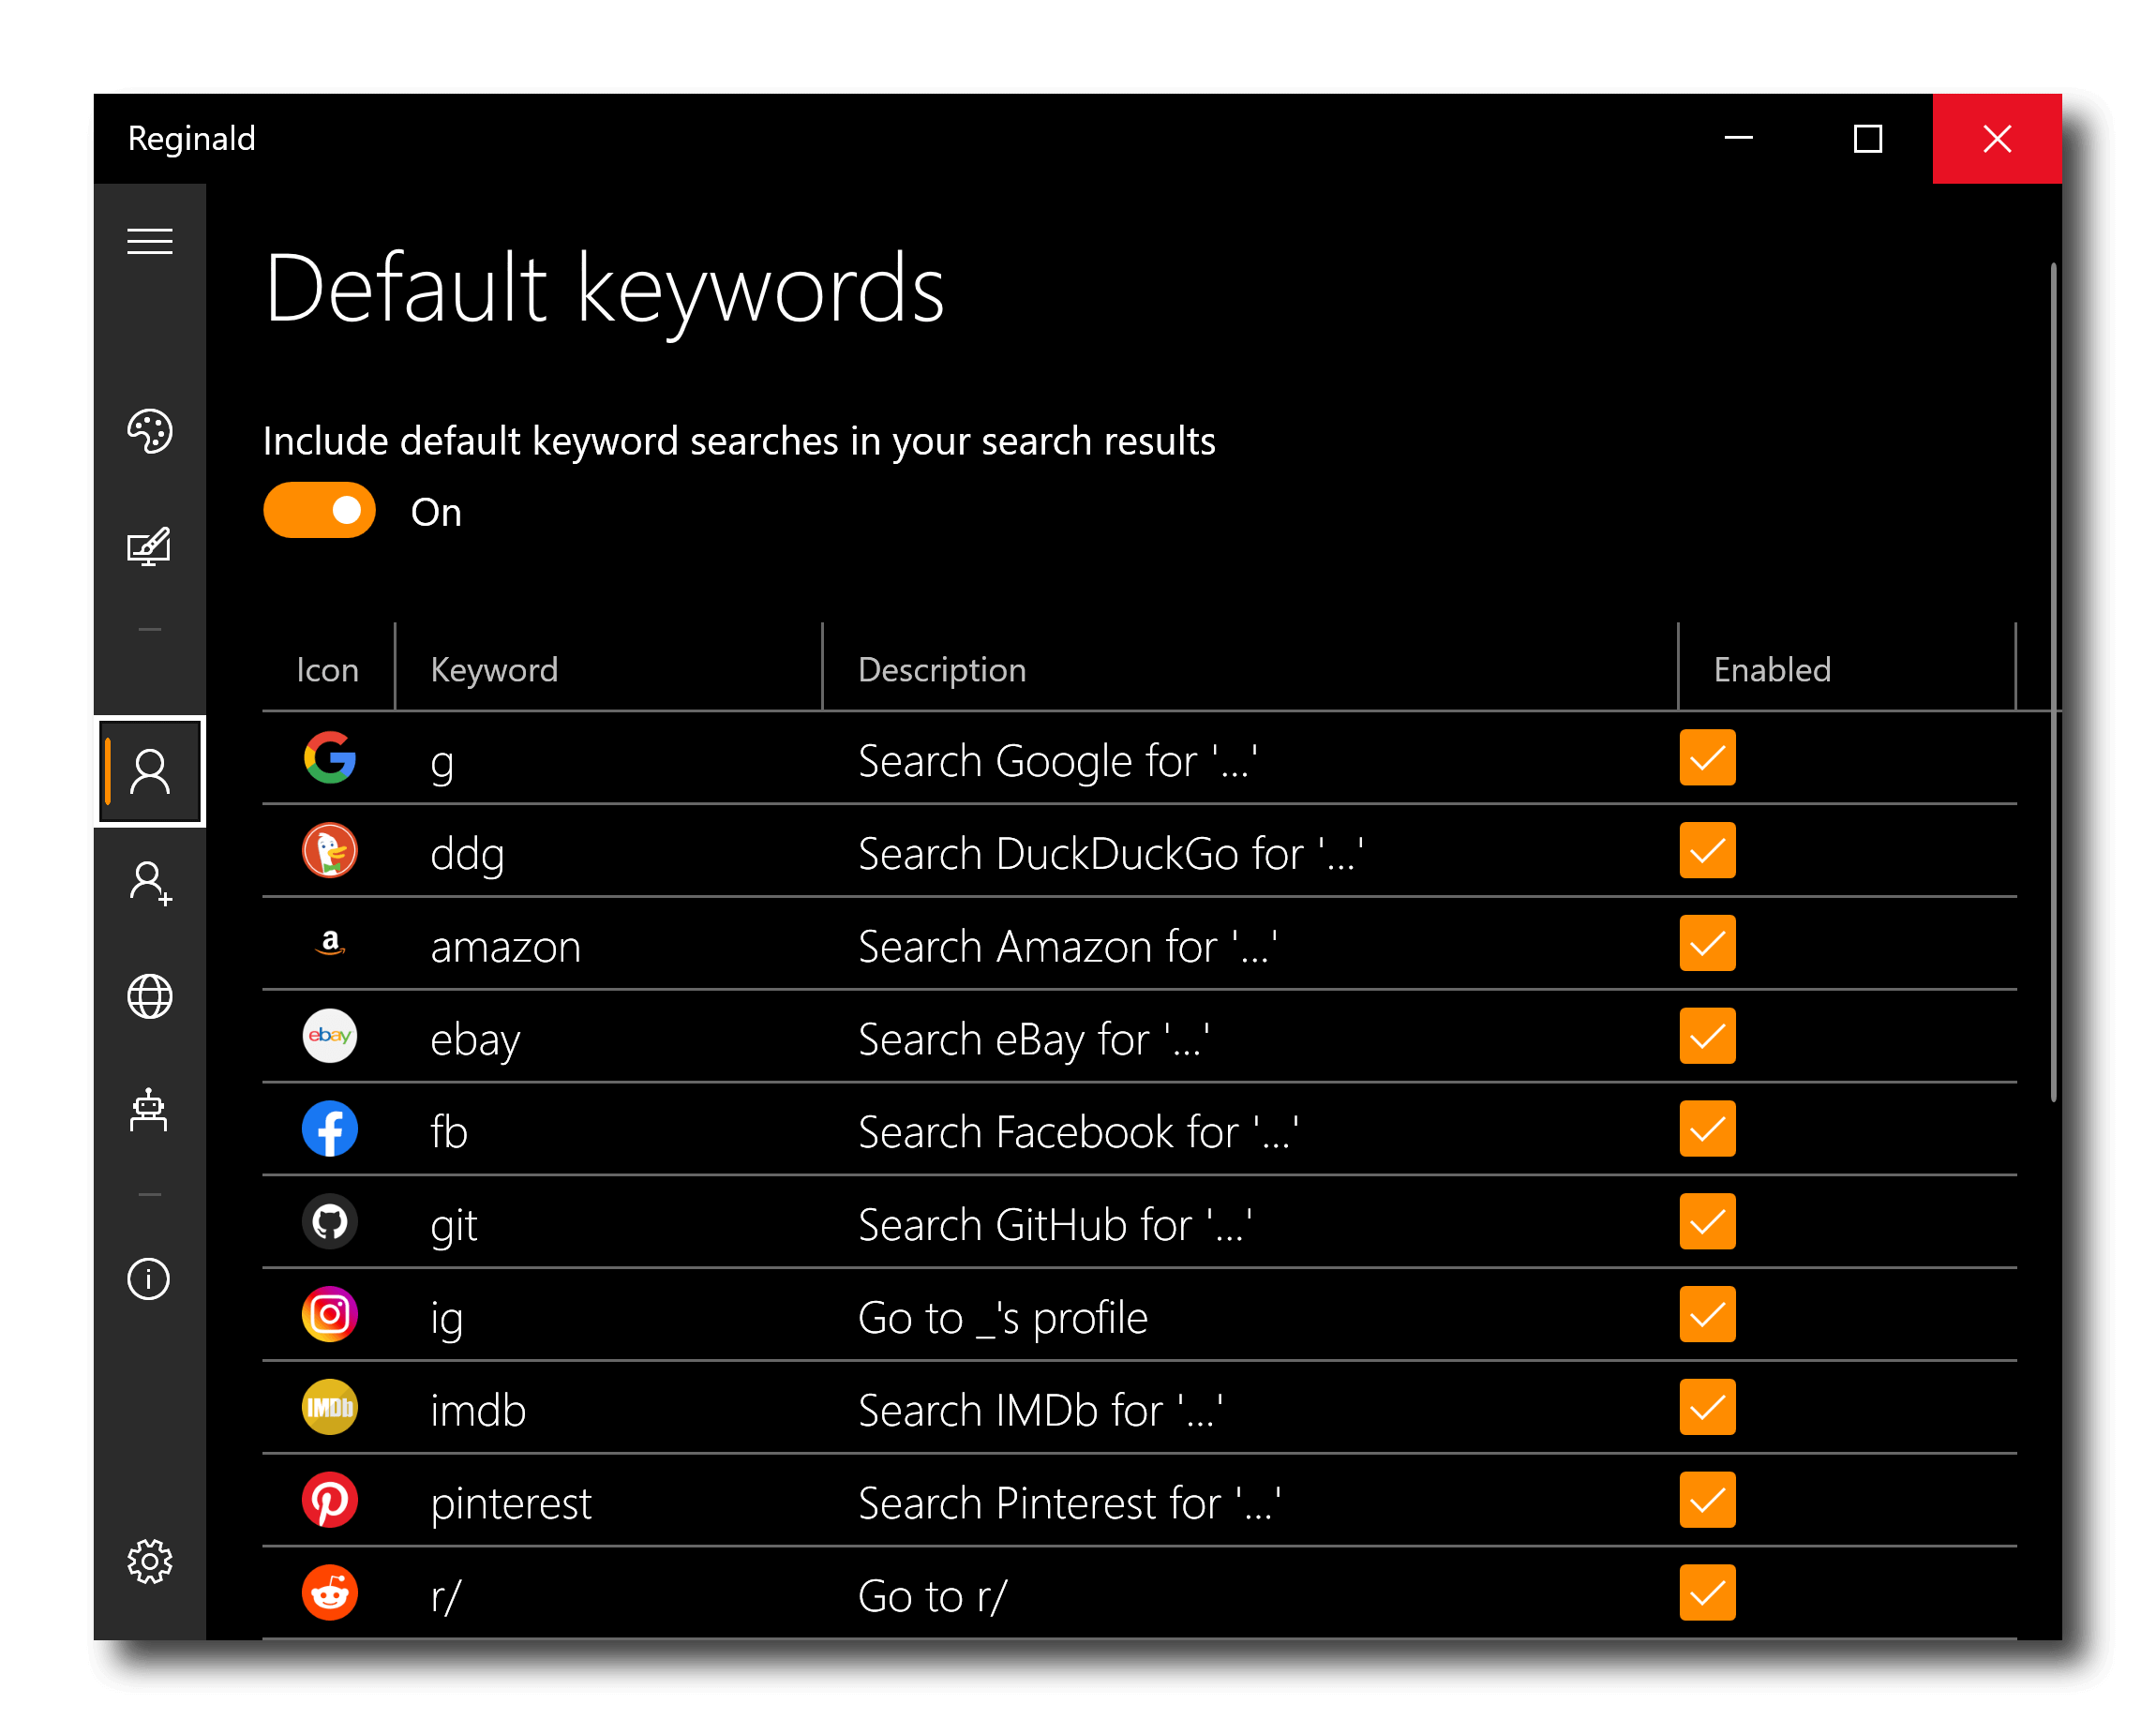 Reginald
Default keywords
Include default keyword searches in your search results
On
Icon Keyword Description Enabled
g Search Google for '...'
ddg Search DuckDuckGo for '...'
a amazon Search Amazon for '...'
ebay ebay Search eBay for '...'
f fb Search Facebook for '...'
git Search GitHub for '...'
ig Go to _'s profile
IMDb imdb Search IMDb for '...'
pinterest Search Pinterest for '...'
r/ Go to r/